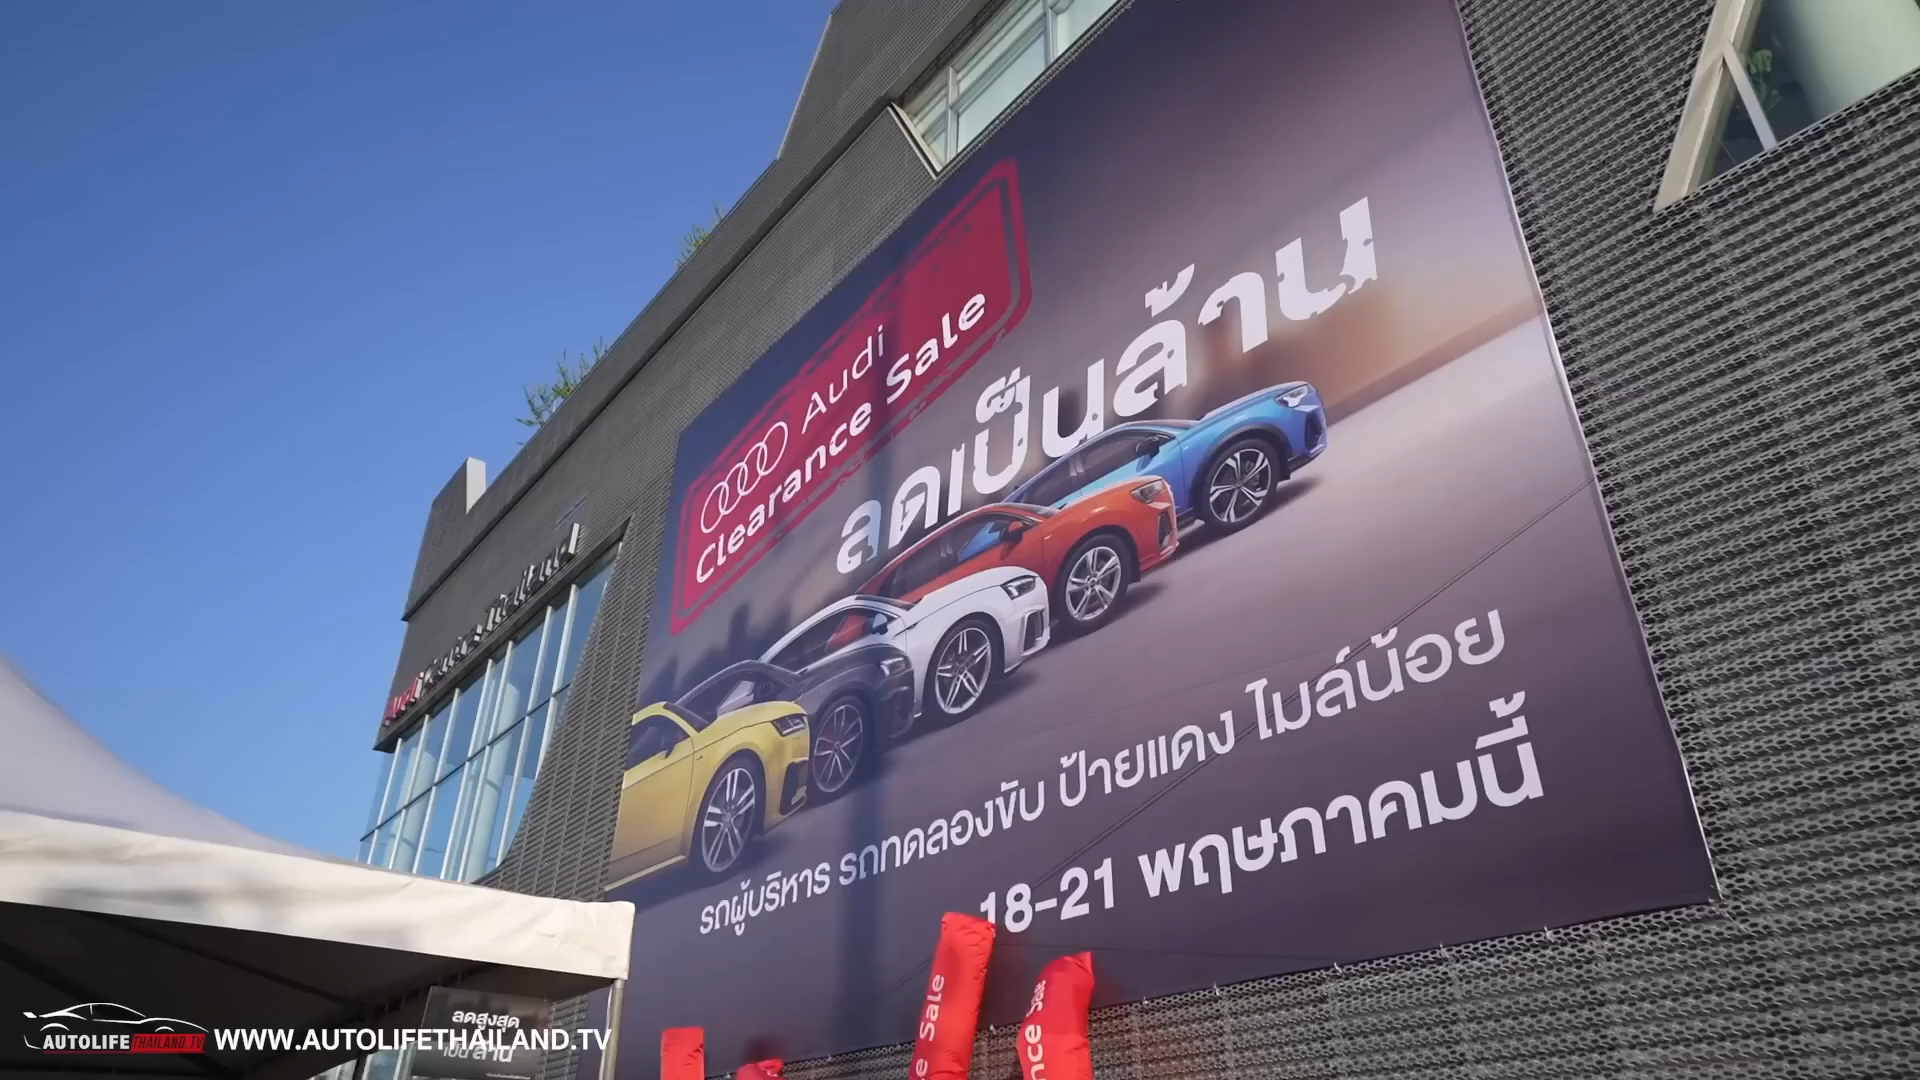 Audi
Clearance Sale
ลดเป็นล้าน
รถผู้บริหาร รถทดลองขับ ป้ายแดง ไมล์น้อย
18-21 พฤษภาคมนี้
Sale
nce Sale
ลดสูงสุด
เป็นล้าน
AUTOLIFETHAILAND.TV
WWW.AUTOLIFETHAILAND.TV